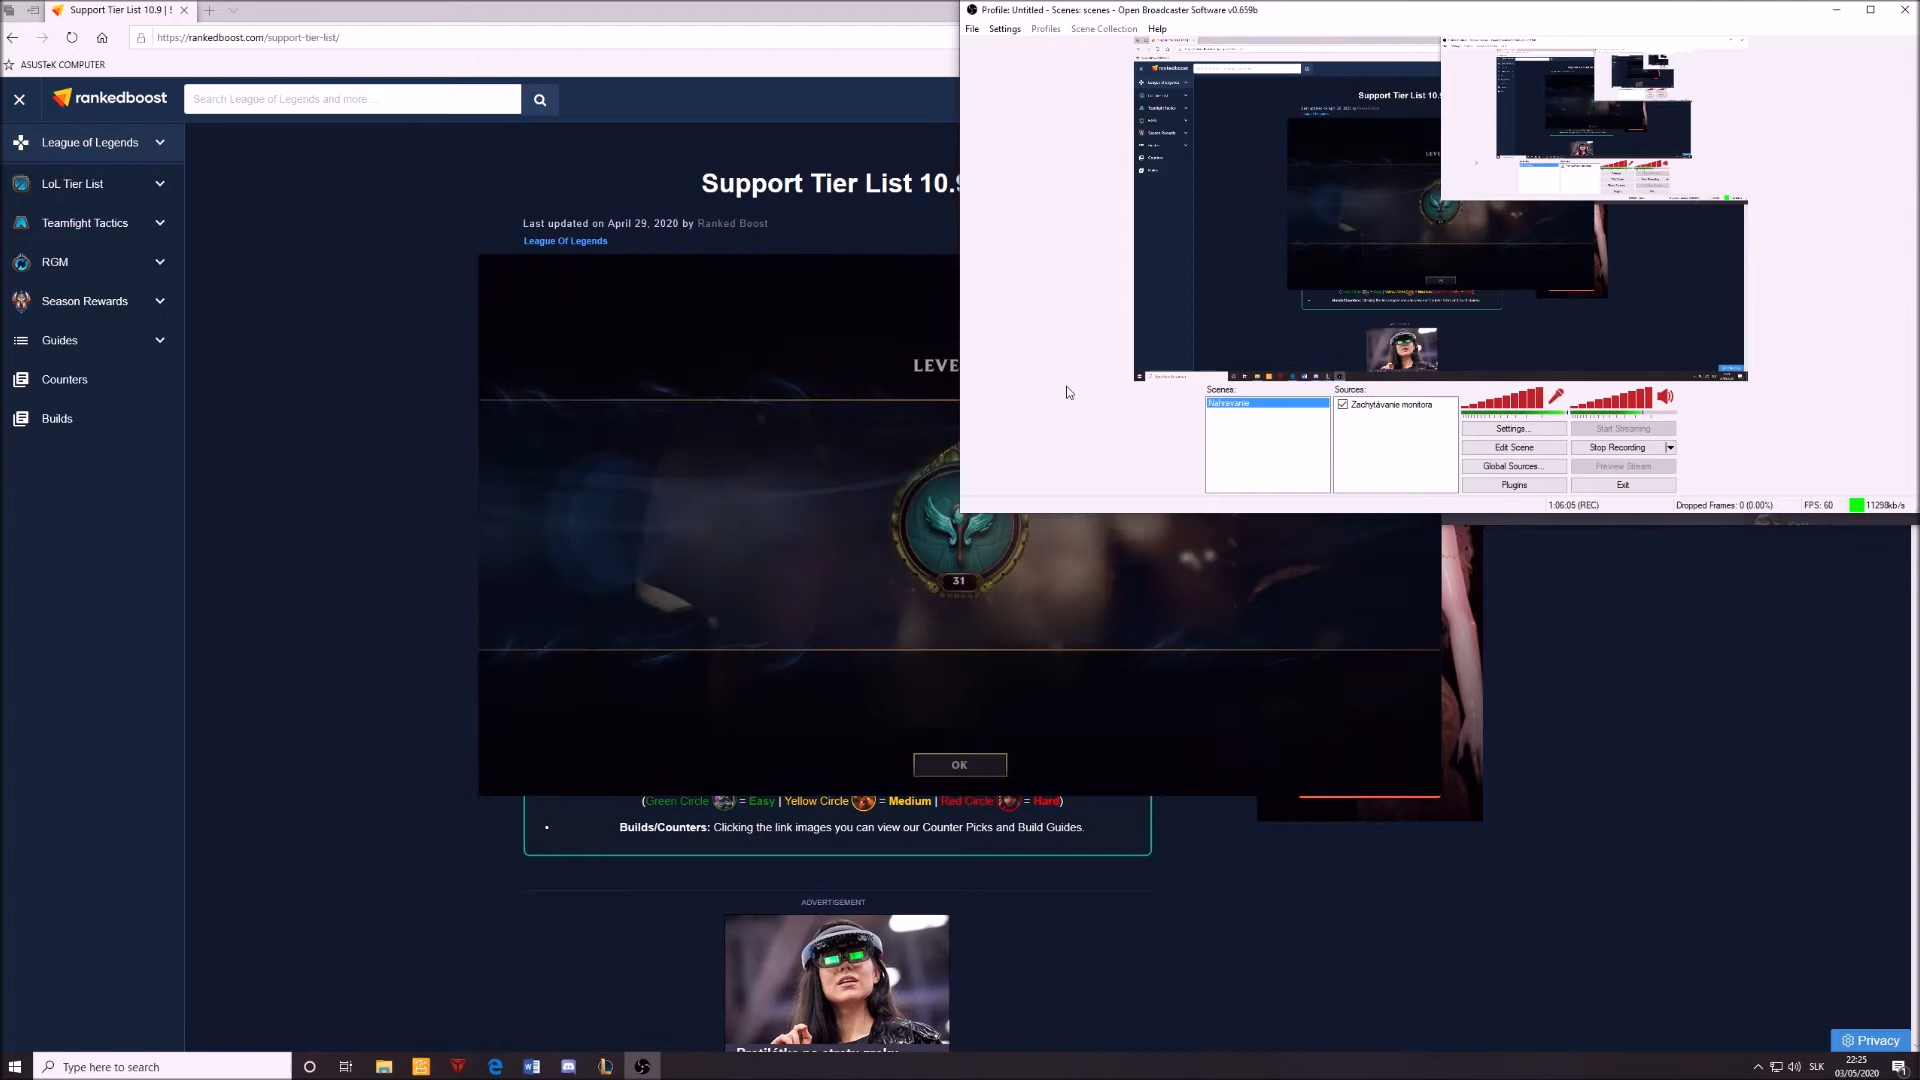 Support Tier List 10.9 | S
https://rankedboost.com/support-tier-list/
ASUSTeK COMPUTER
rankedboost
Search League of Legends and more ...
League of Legends
LoL Tier List
Teamfight Tactics
RGM
Season Rewards
Guides
Counters
Builds
Support Tier List 10.9
Last updated on April 29, 2020 by Ranked Boost
League Of Legends
LEVE
31
OK
(Green Circle = Easy | Yellow Circle = Medium | Red Circle = Hard)
• Builds/Counters: Clicking the link images you can view our Counter Picks and Build Guides.
ADVERTISEMENT
Profile: Untitled - Scenes: scenes - Open Broadcaster Software v0.659b
File Settings Profiles Scene Collection Help
Support Tier List 10.9
Scenes:
Nahravanie
Sources:
Zachytávanie monitora
Settings...
Start Streaming
Edit Scene
Stop Recording
Global Sources...
Preview Stream
Plugins
Exit
1:06:05 (REC)
Dropped Frames: 0 (0.00%)
FPS: 60
11298kb/s
Privacy
Type here to search
SLK
22:25
03/05/2020